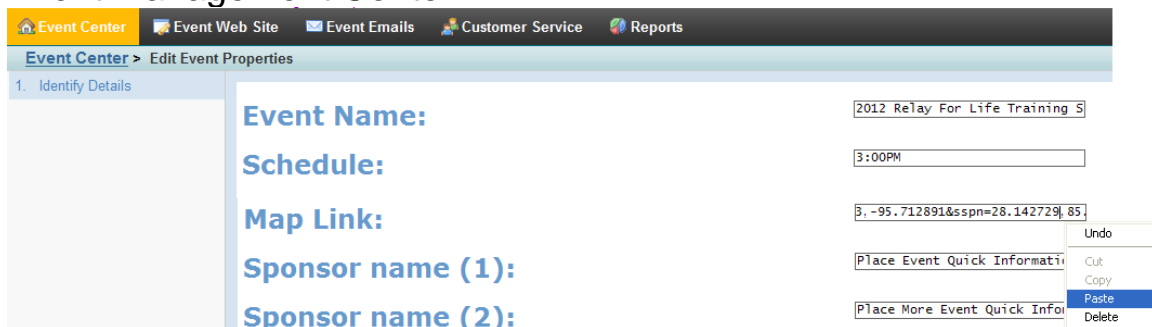 Event Center Event Web Site Event Emails Customer Service Reports
Event Center > Edit Event Properties
1. Identify Details
Event Name: 2012 Relay For Life Training S
Schedule: 3:00PM
Map Link: 3,-95.712891&sspn=28.142729,85.
Undo
Sponsor name (1): Place Event Quick Informati
Cut
Copy
Paste
Sponsor name (2): Place More Event Quick Info
Delete